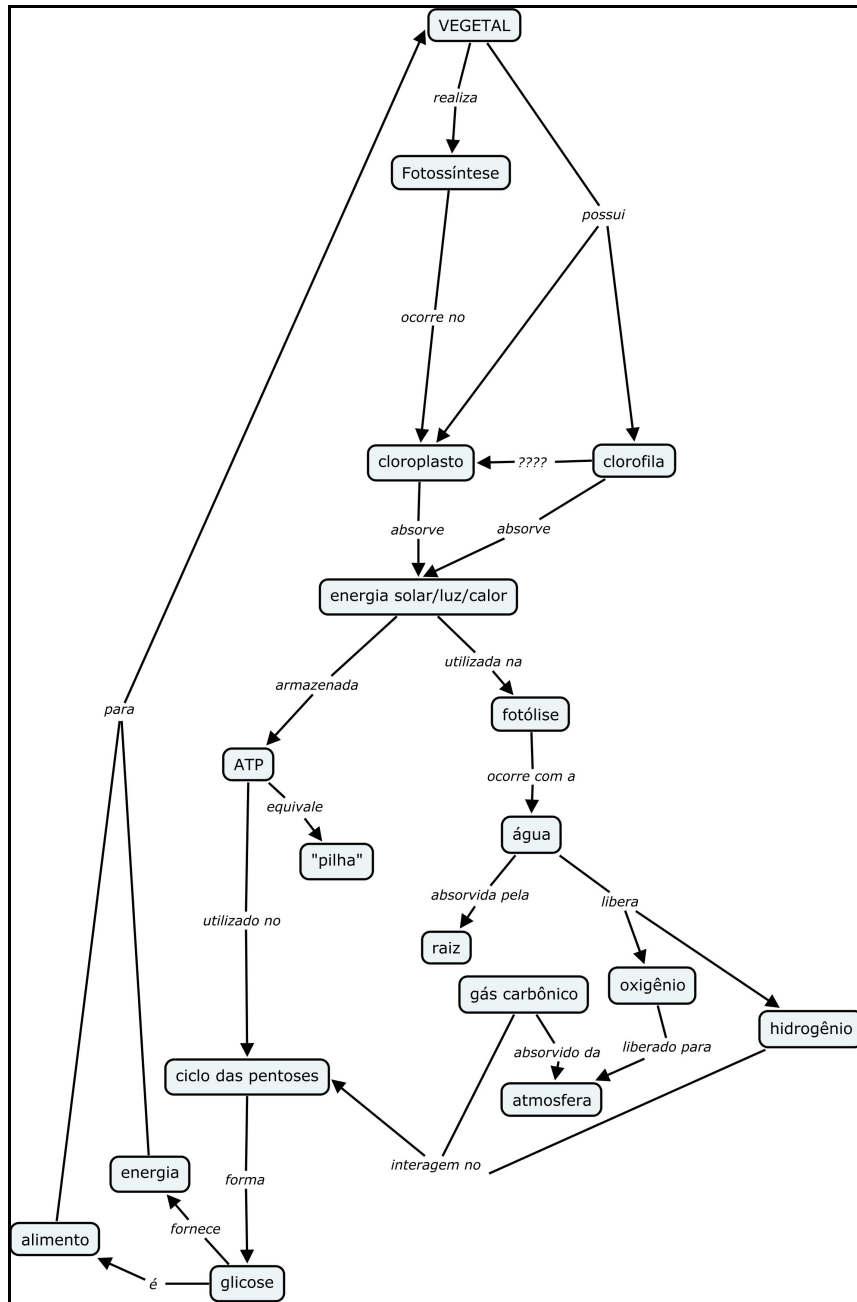 VEGETAL
realiza
Fotossíntese
possui
ocorre no
cloroplasto
????
clorofila
absorve
absorve
energia solar/luz/calor
utilizada na
armazenada
para
fotólise
ATP
ocorre com a
equivale
água
"pilha"
absorvida pela
libera
utilizado no
raiz
gás carbônico
oxigênio
hidrogênio
absorvido da
liberado para
ciclo das pentoses
atmosfera
interagem no
energia
forma
fornece
alimento
é
glicose